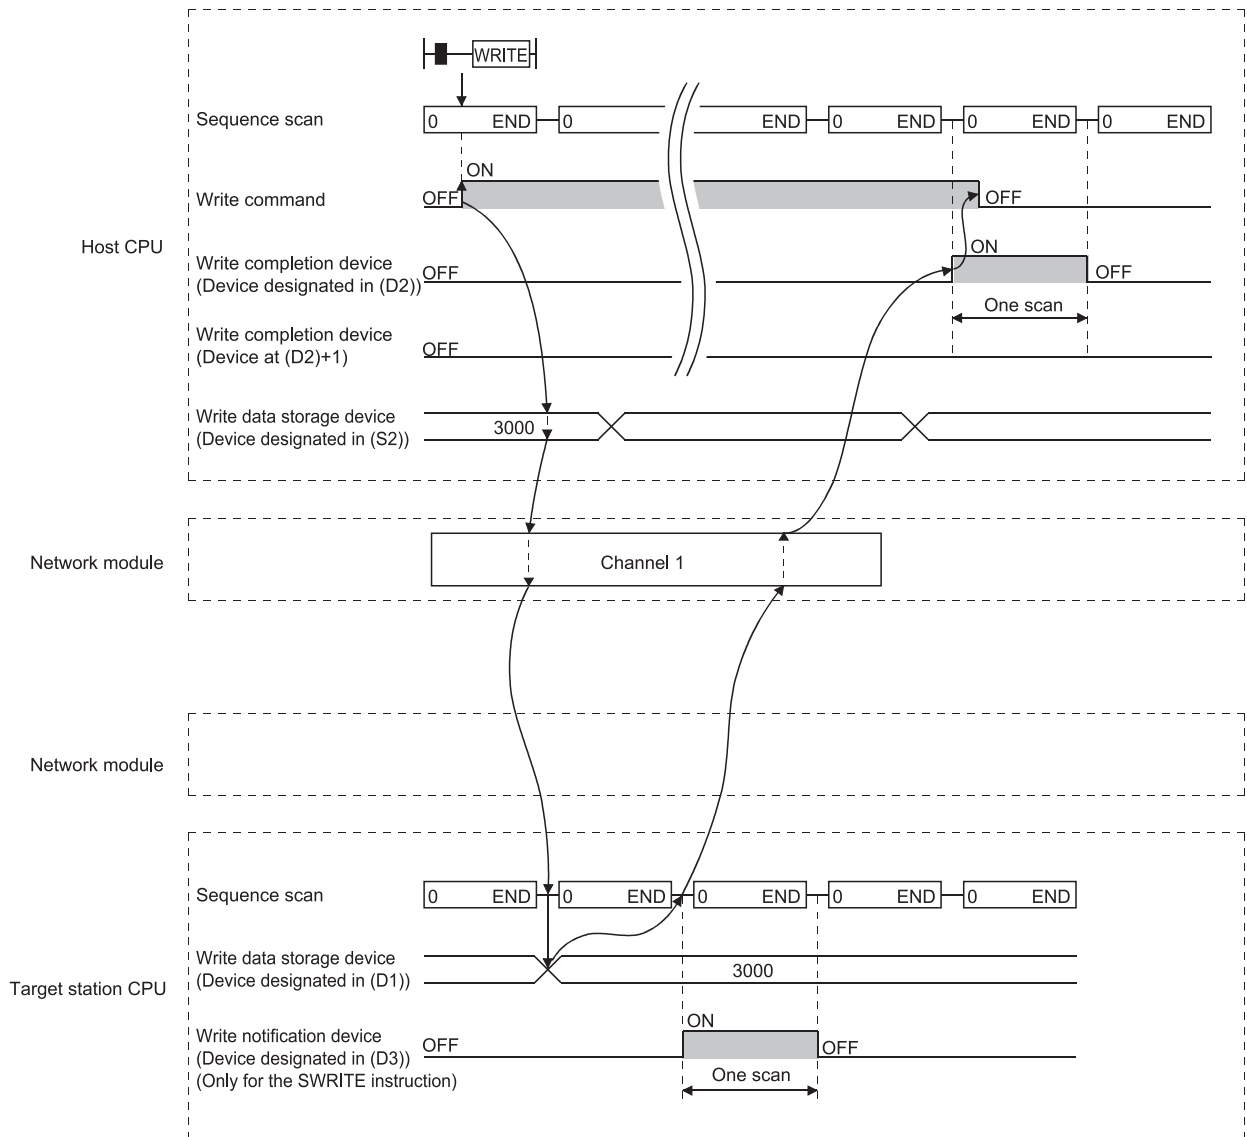 WRITE
Sequence scan
0 END 0 END 0 END 0 END 0 END
ON
Write command
OFF
OFF
Host CPU
ON
Write completion device
(Device designated in (D2))
OFF
OFF
One scan
Write completion device
(Device at (D2)+1)
OFF
Write data storage device
(Device designated in (S2))
3000
Network module
Channel 1
Network module
Sequence scan
0 END 0 END 0 END 0 END 0 END
Write data storage device
(Device designated in (D1))
3000
Target station CPU
ON
Write notification device
(Device designated in (D3))
(Only for the SWRITE instruction)
OFF
OFF
One scan